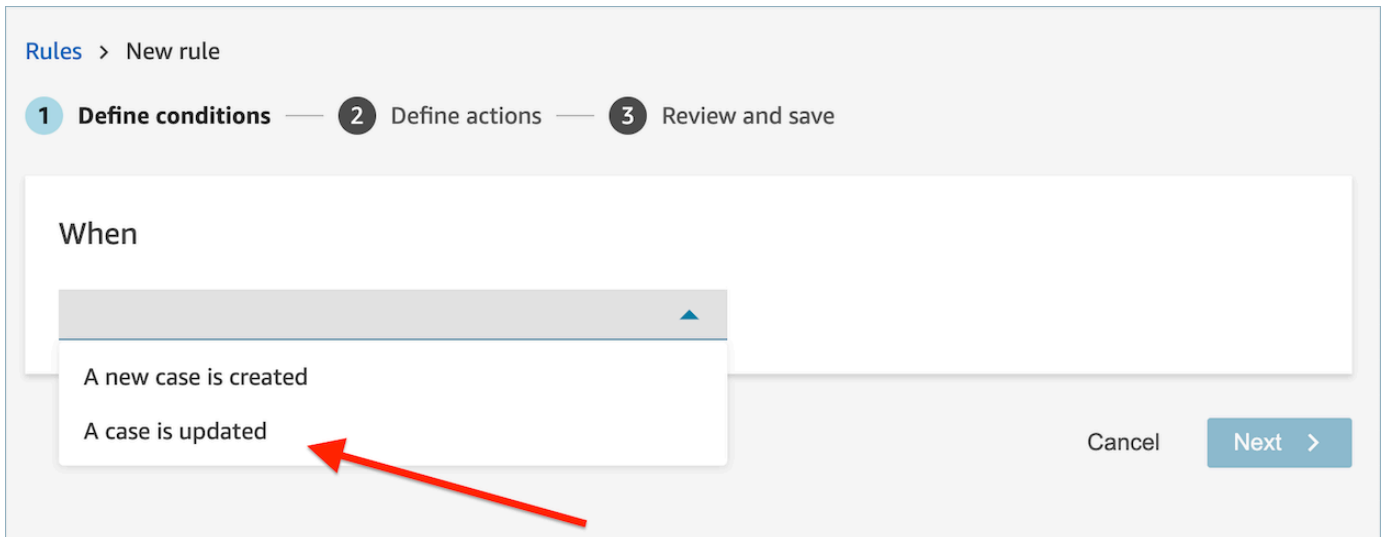 Rules > New rule
1 Define conditions 2 Define actions 3 Review and save
When
A new case is created
A case is updated
Cancel Next >